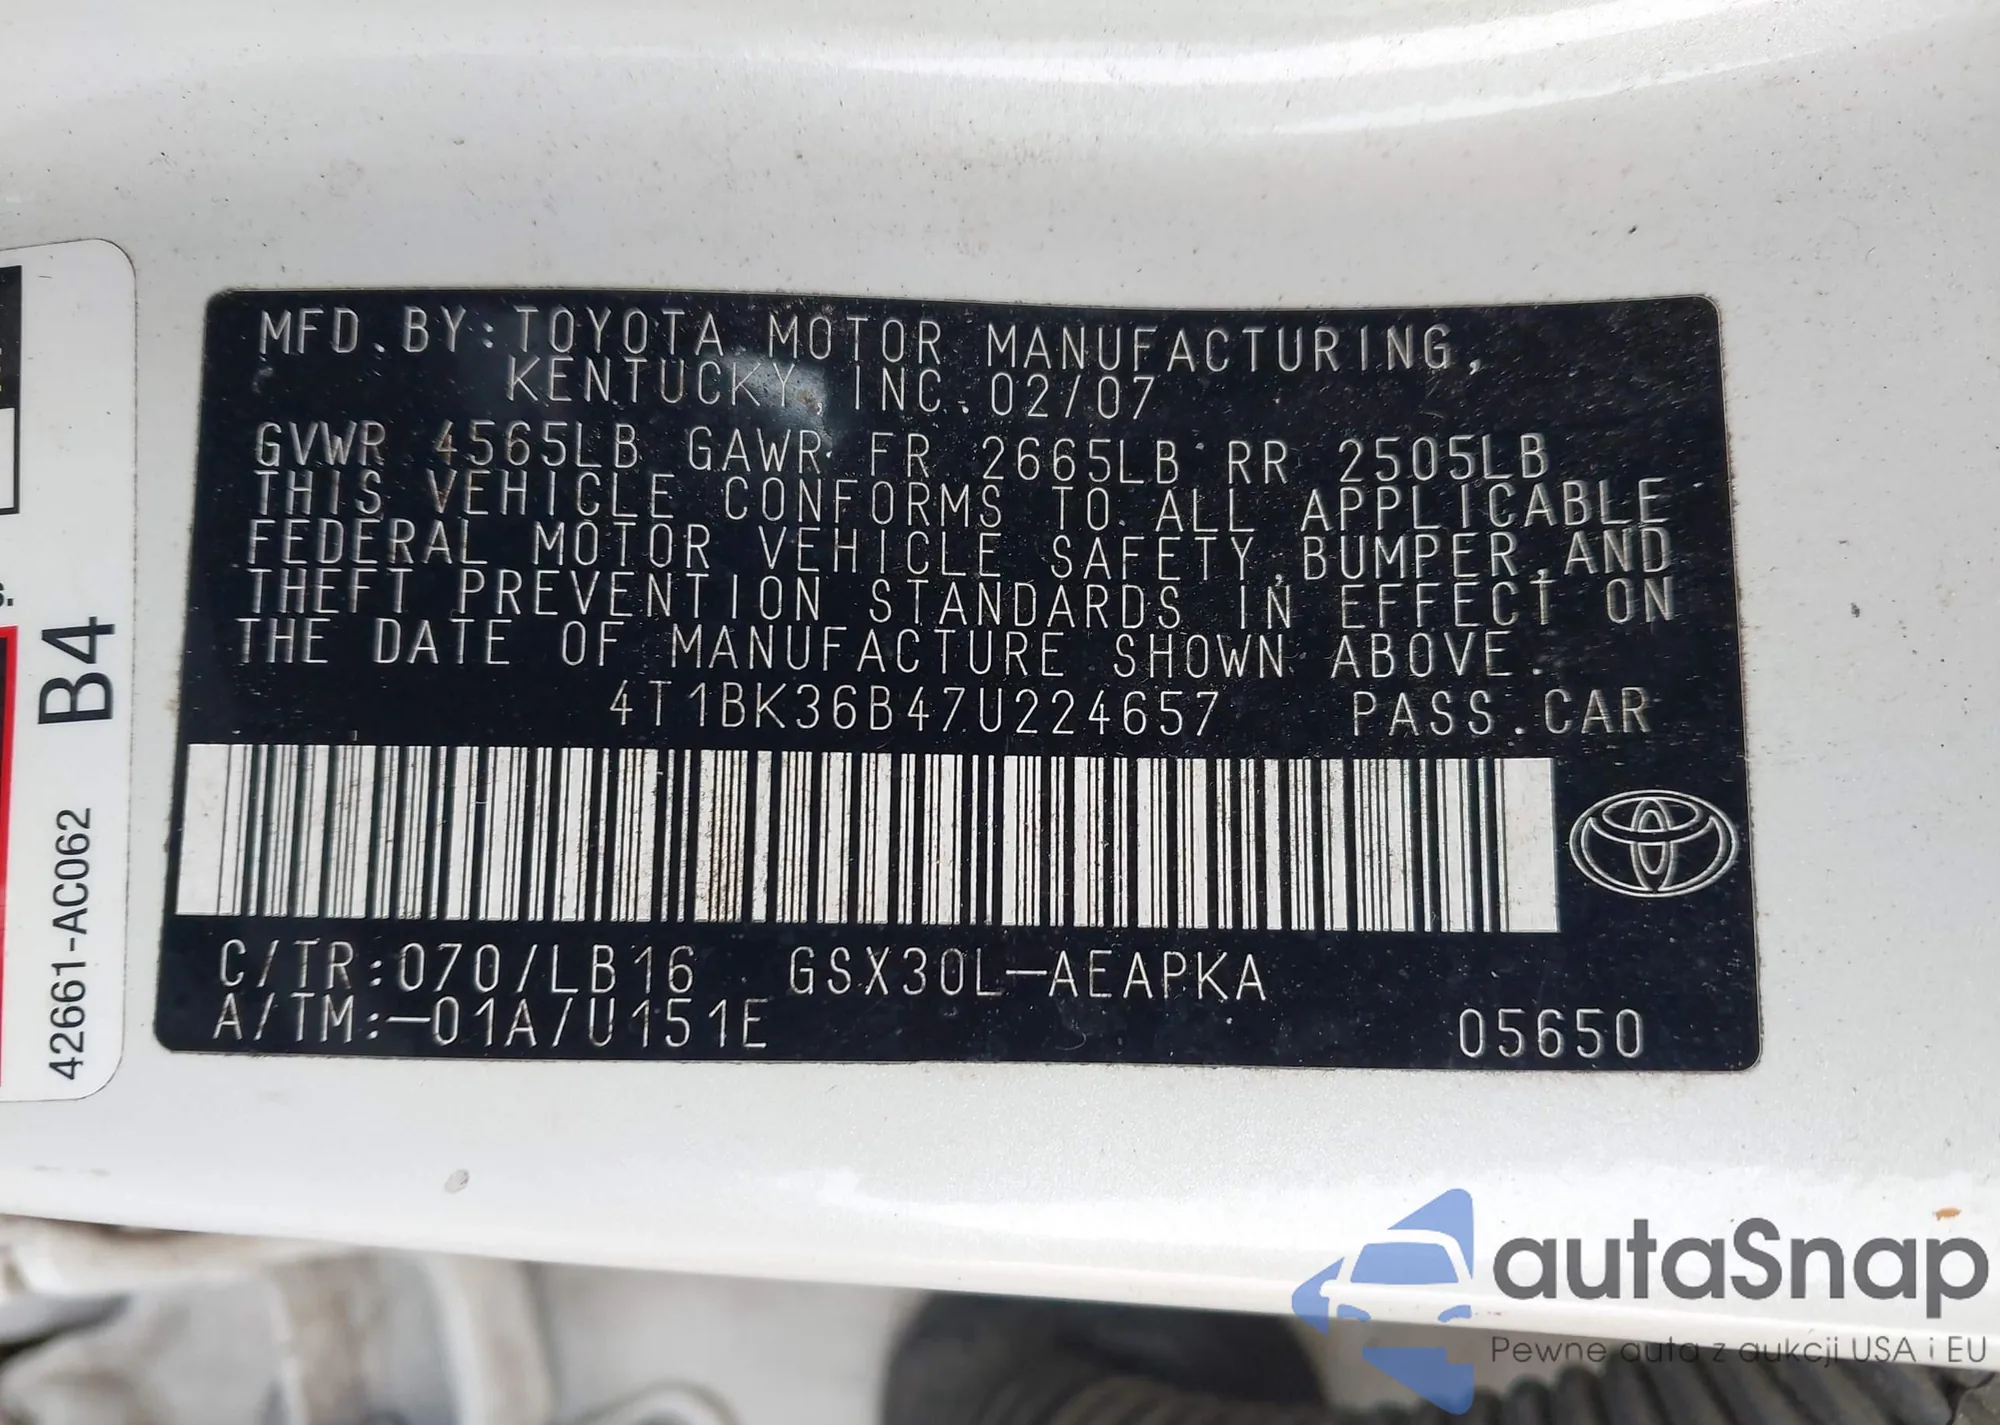 MFD.BY:TOYOTA MOTOR MANUFACTURING,
KENTUCKY, INC. 02/07
GVWR 4565LB GAWR FR 2665LB RR 2505LB
THIS VEHICLE CONFORMS TO ALL APPLICABLE
FEDERAL MOTOR VEHICLE SAFETY,BUMPER,AND
THEFT PREVENTION STANDARDS IN EFFECT ON
THE DATE OF MANUFACTURE SHOWN ABOVE.
4T1BK36B47U224657 PASS.CAR
C/TR:070/LB16 GSX30L-AEAPKA
A/TM:-01A/U151E 05650
42661-AC062 B4
autaSnap
Pewne auta z aukcji USA i EU